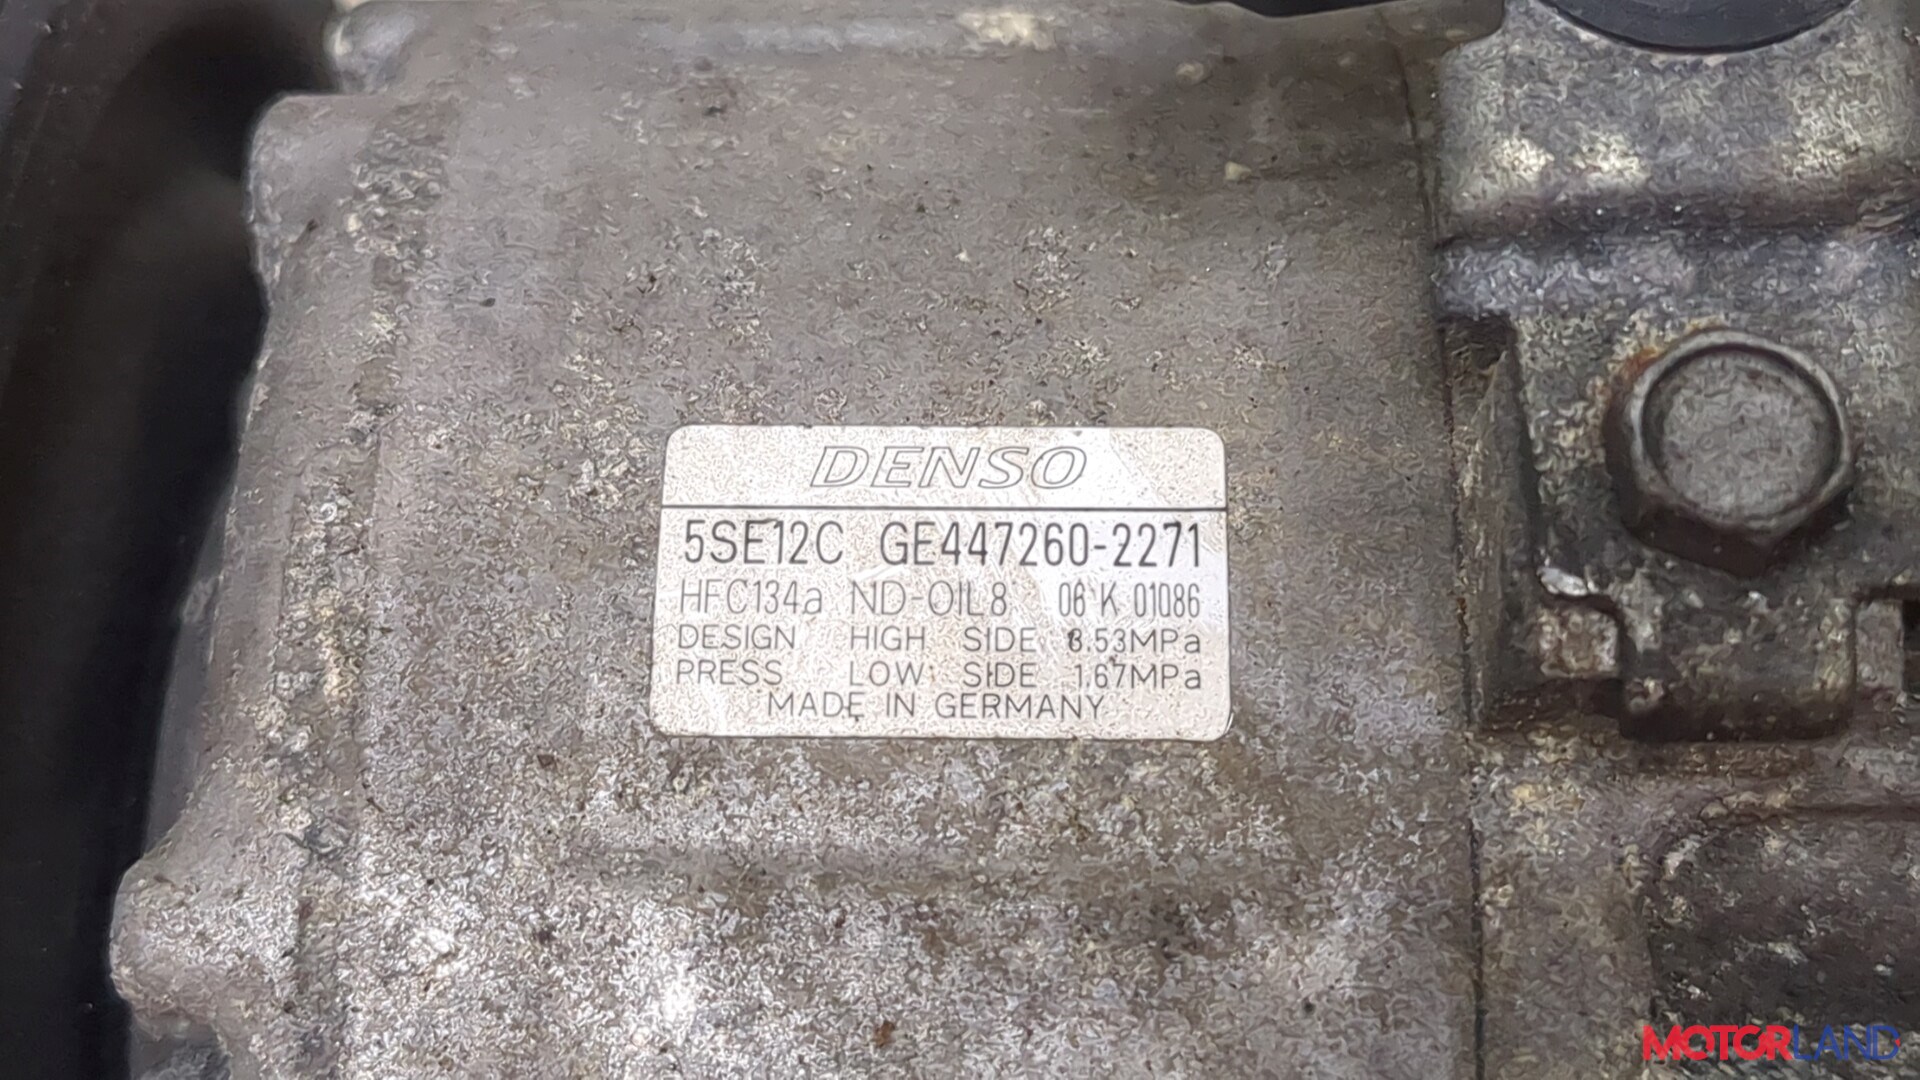 DENSO
5SE12C GE447260-2271
HFC134a ND-OIL8 06 K 01086
DESIGN HIGH SIDE 3.53MPa
PRESS LOW SIDE 1.67MPa
MADE IN GERMANY
MOTORLAND